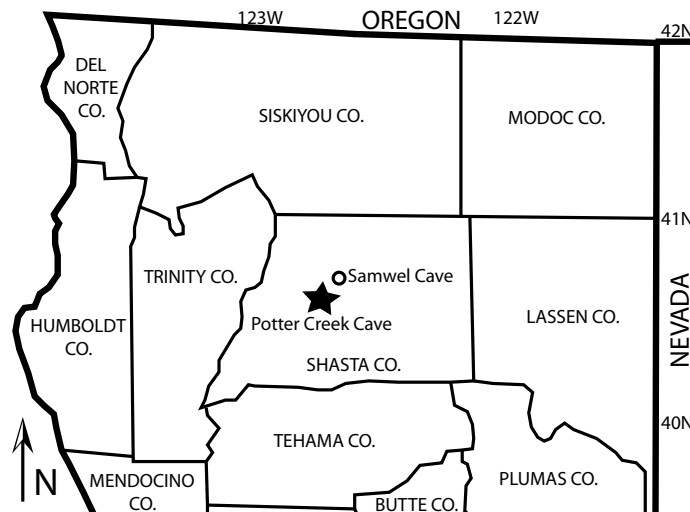 123W
OREGON
122W
42N
DEL
NORTE
CO.
SISKIYOU CO.
MODOC CO.
41N
TRINITY CO.
Samwel Cave
Potter Creek Cave
HUMBOLDT
CO.
LASSEN CO.
NEVADA
SHASTA CO.
40N
TEHAMA CO.
N
MENDOCINO
CO.
PLUMAS CO.
BUTTE CO.